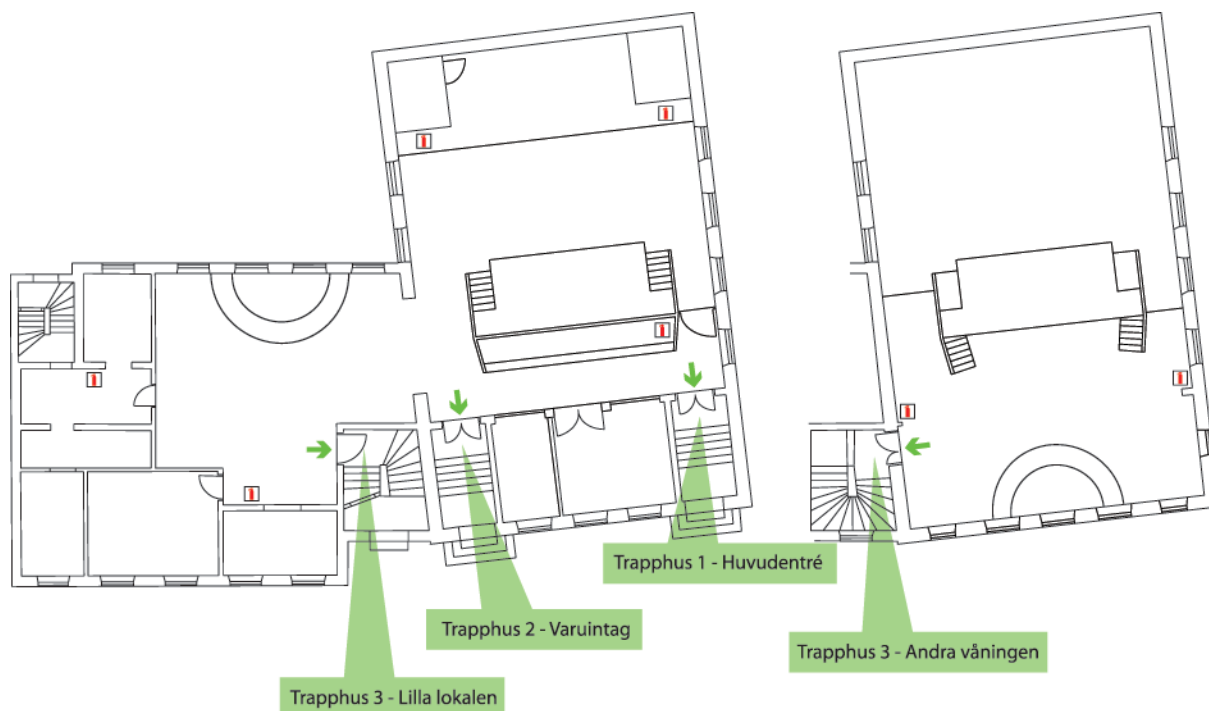 Trapphus 1 - Huvudentré
Trapphus 2 - Varuintag
Trapphus 3 - Andra våningen
Trapphus 3 - Lilla lokalen